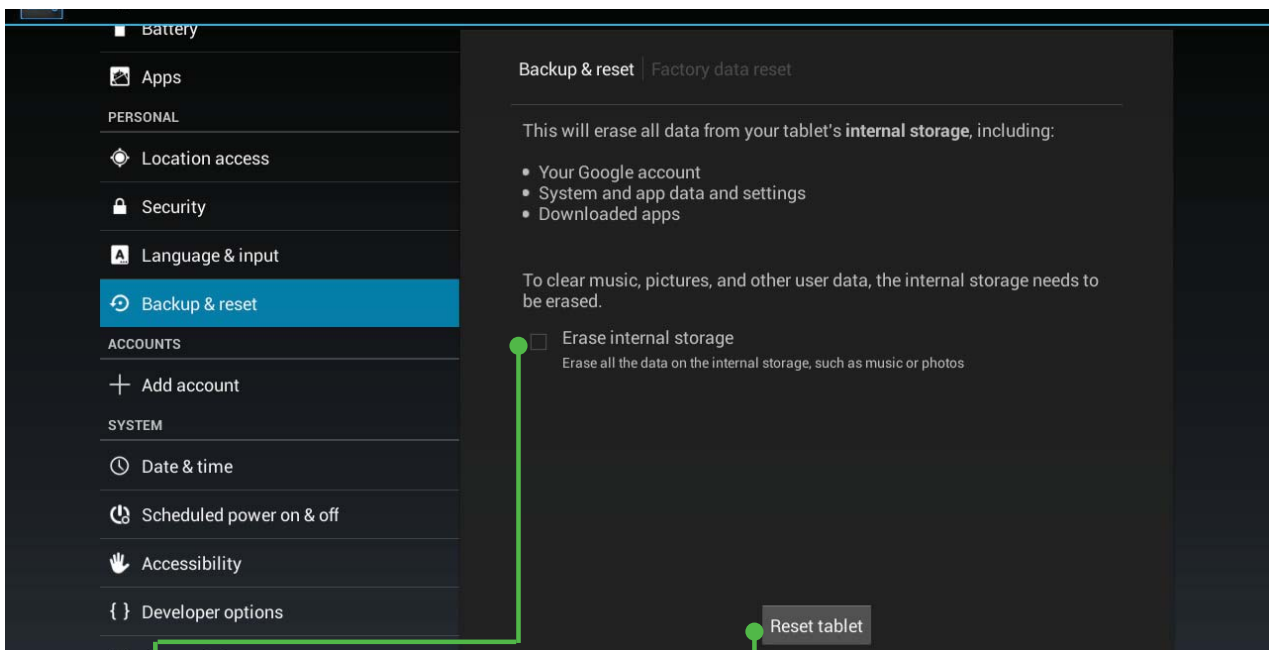 Battery
Apps
PERSONAL
Location access
Security
Language & input
Backup & reset
ACCOUNTS
Add account
SYSTEM
Date & time
Scheduled power on & off
Accessibility
{ } Developer options
Backup & reset | Factory data reset
This will erase all data from your tablet's internal storage, including:
• Your Google account
• System and app data and settings
• Downloaded apps
To clear music, pictures, and other user data, the internal storage needs to
be erased.
Erase internal storage
Erase all the data on the internal storage, such as music or photos
Reset tablet